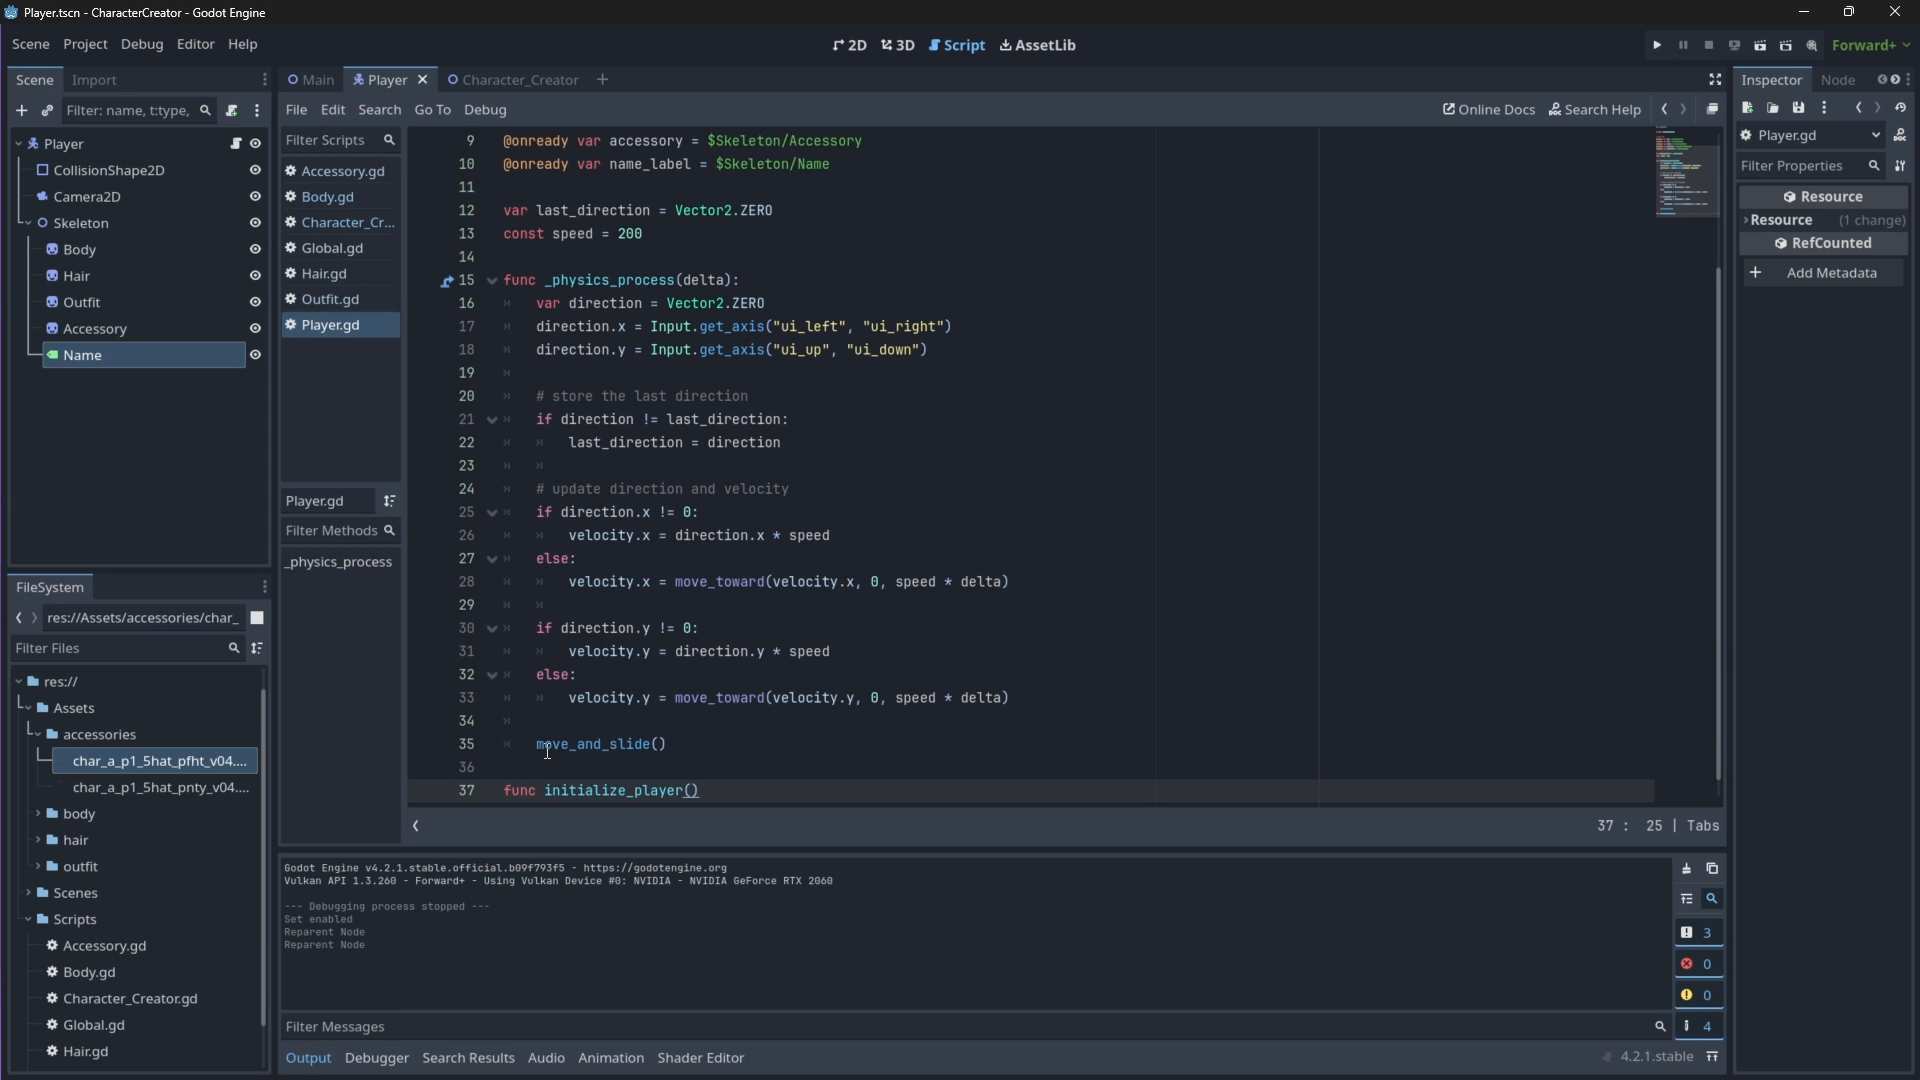 Player.tscn - CharacterCreator - Godot Engine
Scene Project Debug Editor Help
2D 3D Script AssetLib
Forward+
Scene Import
Main Player Character_Creator
Inspector Node
Filter: name, t:type,
File Edit Search Go To Debug
Online Docs Search Help
Player
CollisionShape2D
Camera2D
Skeleton
Body
Hair
Outfit
Accessory
Name
Filter Scripts
Accessory.gd
Body.gd
Character_Cr...
Global.gd
Hair.gd
Outfit.gd
Player.gd
Player.gd
Filter Methods
_physics_process
9 @onready var accessory = $Skeleton/Accessory
10 @onready var name_label = $Skeleton/Name
11
12 var last_direction = Vector2.ZERO
13 const speed = 200
14
15 func _physics_process(delta):
16 var direction = Vector2.ZERO
17 direction.x = Input.get_axis("ui_left", "ui_right")
18 direction.y = Input.get_axis("ui_up", "ui_down")
19
20 # store the last direction
21 if direction != last_direction:
22 last_direction = direction
23
24 # update direction and velocity
25 if direction.x != 0:
26 velocity.x = direction.x * speed
27 else:
28 velocity.x = move_toward(velocity.x, 0, speed * delta)
29
30 if direction.y != 0:
31 velocity.y = direction.y * speed
32 else:
33 velocity.y = move_toward(velocity.y, 0, speed * delta)
34
35 move_and_slide()
36
37 func initialize_player()
37 : 25 | Tabs
Player.gd
Filter Properties
Resource
Resource (1 change)
RefCounted
Add Metadata
FileSystem
res://Assets/accessories/char_
Filter Files
res://
Assets
accessories
char_a_p1_5hat_pfht_v04....
char_a_p1_5hat_pnty_v04....
body
hair
outfit
Scenes
Scripts
Accessory.gd
Body.gd
Character_Creator.gd
Global.gd
Hair.gd
Godot Engine v4.2.1.stable.official.b09f793f5 - https://godotengine.org
Vulkan API 1.3.260 - Forward+ - Using Vulkan Device #0: NVIDIA - NVIDIA GeForce RTX 2060
--- Debugging process stopped ---
Set enabled
Reparent Node
Reparent Node
3
0
0
4
Filter Messages
Output Debugger Search Results Audio Animation Shader Editor
4.2.1.stable